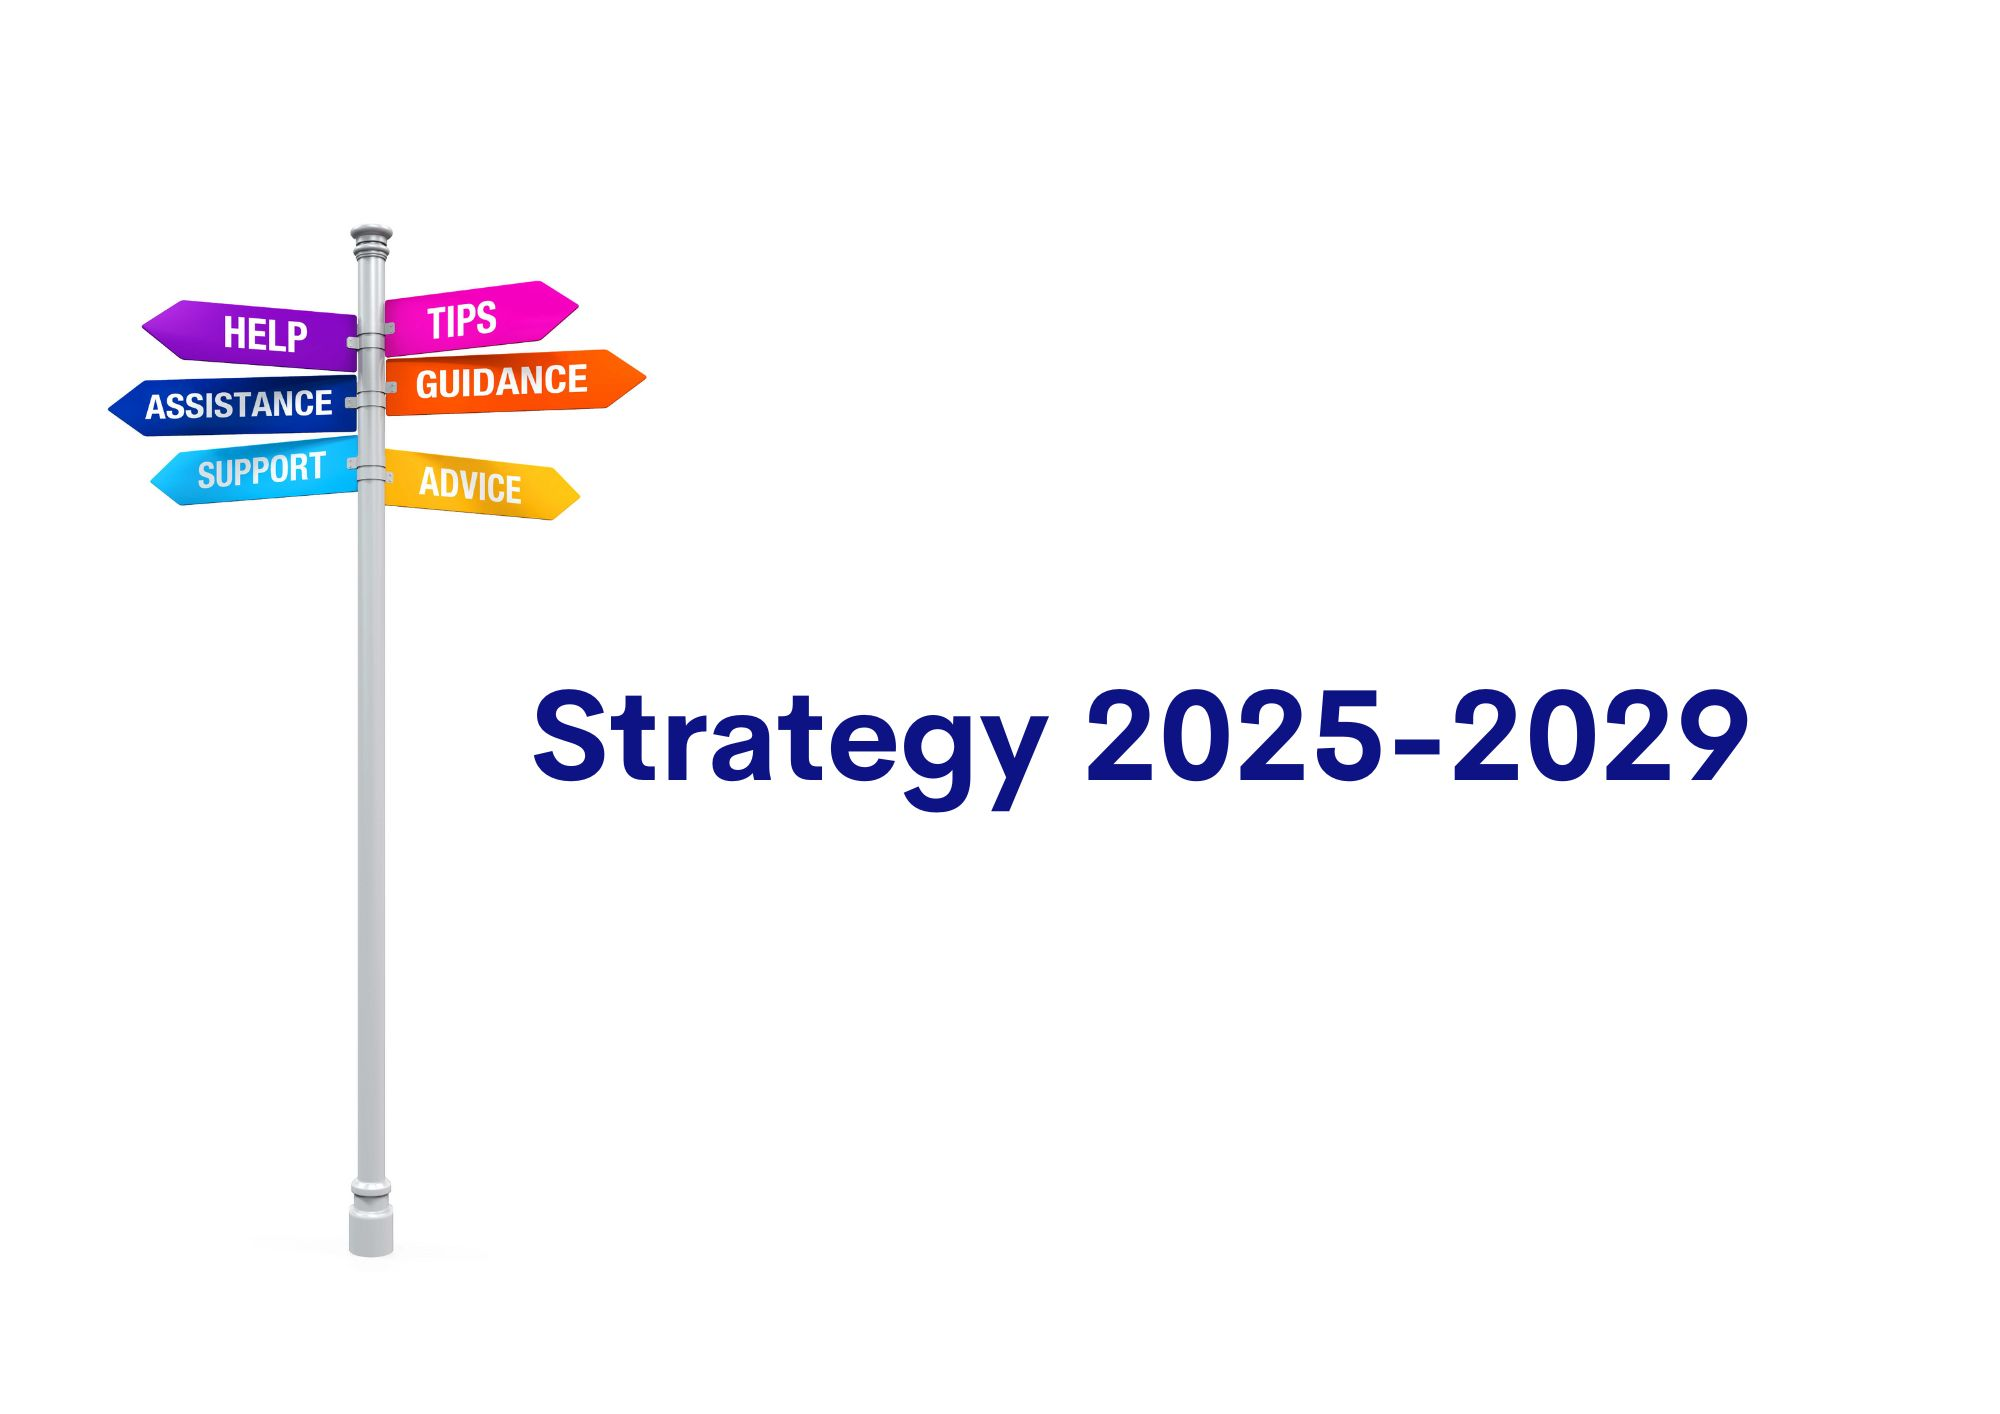 HELP
TIPS
ASSISTANCE
GUIDANCE
SUPPORT
ADVICE
Strategy 2025-2029